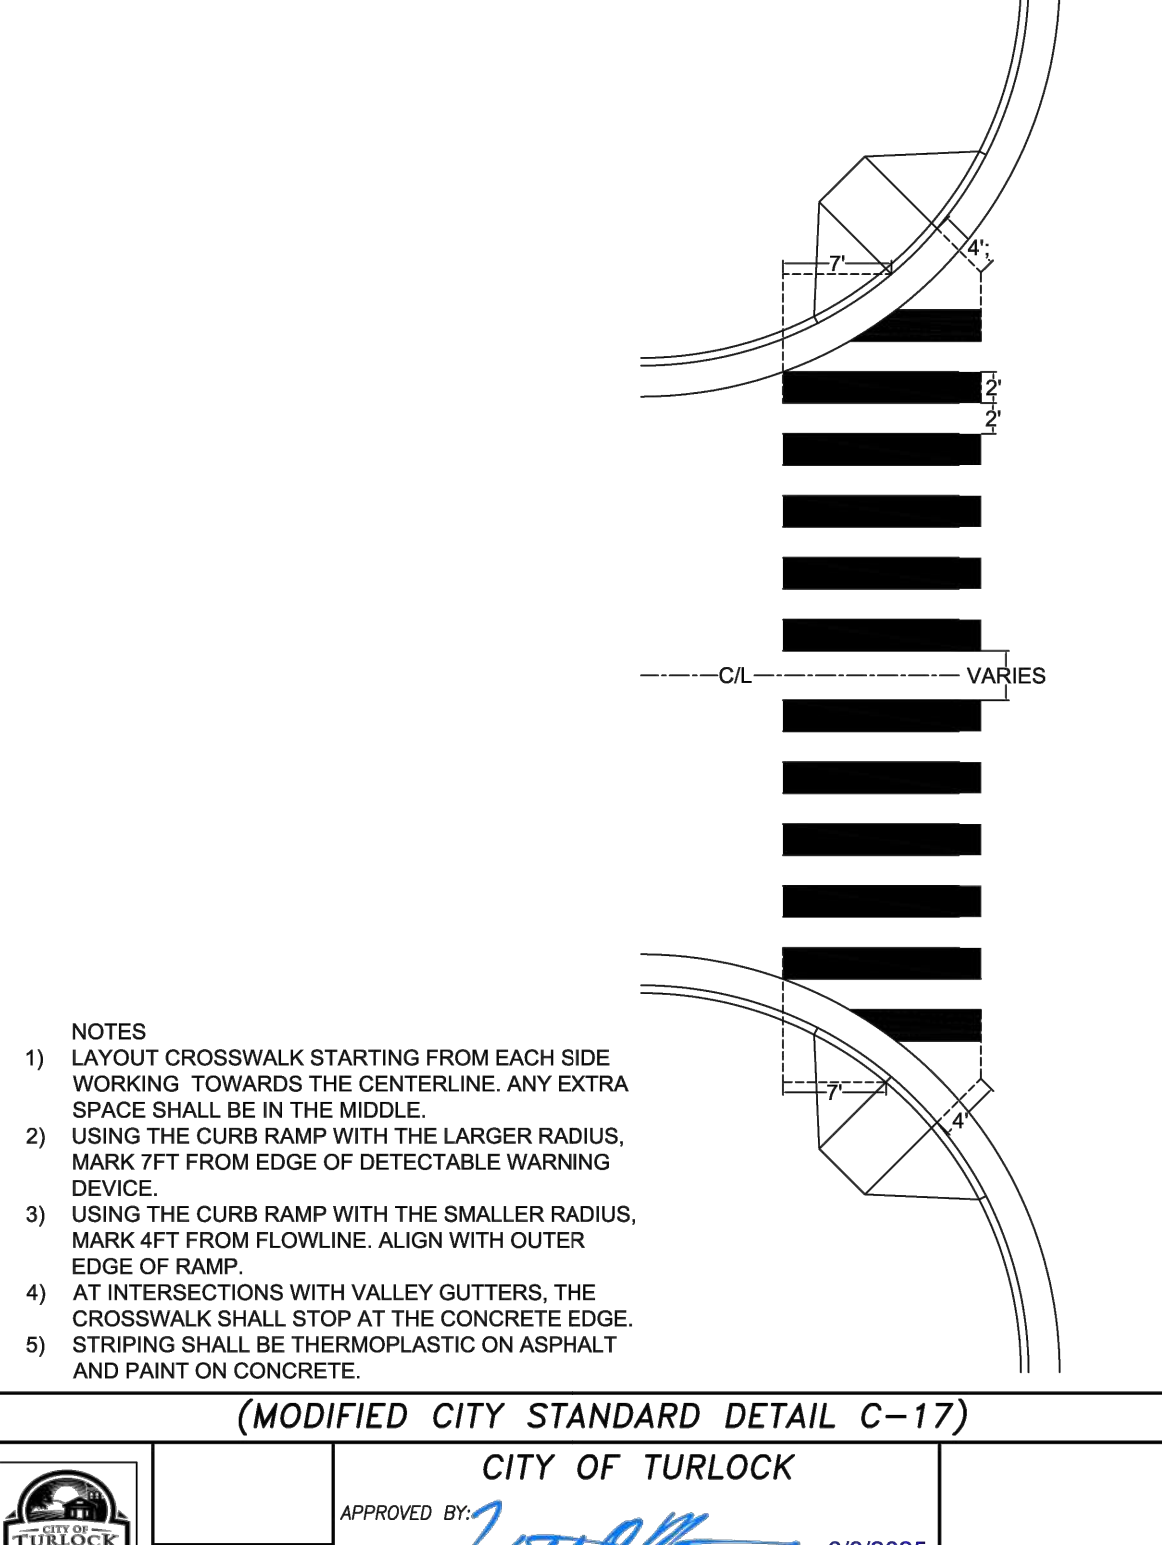 4';
7'
2'
2'
C/L
VARIES
7'
4'
NOTES
1) LAYOUT CROSSWALK STARTING FROM EACH SIDE
WORKING TOWARDS THE CENTERLINE. ANY EXTRA
SPACE SHALL BE IN THE MIDDLE.
2) USING THE CURB RAMP WITH THE LARGER RADIUS,
MARK 7FT FROM EDGE OF DETECTABLE WARNING
DEVICE.
3) USING THE CURB RAMP WITH THE SMALLER RADIUS,
MARK 4FT FROM FLOWLINE. ALIGN WITH OUTER
EDGE OF RAMP.
4) AT INTERSECTIONS WITH VALLEY GUTTERS, THE
CROSSWALK SHALL STOP AT THE CONCRETE EDGE.
5) STRIPING SHALL BE THERMOPLASTIC ON ASPHALT
AND PAINT ON CONCRETE.
(MODIFIED CITY STANDARD DETAIL C-17)
CITY OF TURLOCK
APPROVED BY:
CITY OF
TURLOCK